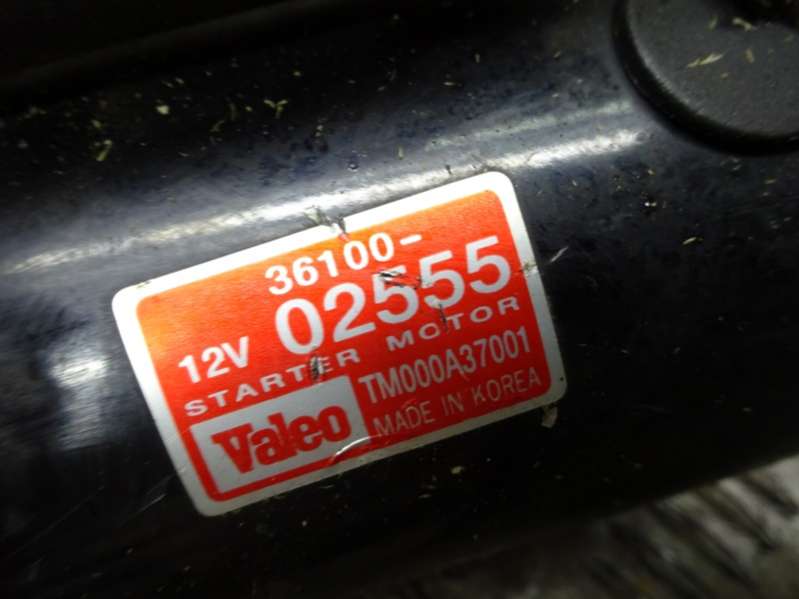 36100-
12V 02555
STARTER MOTOR
Valeo TM000A37001
MADE IN KOREA